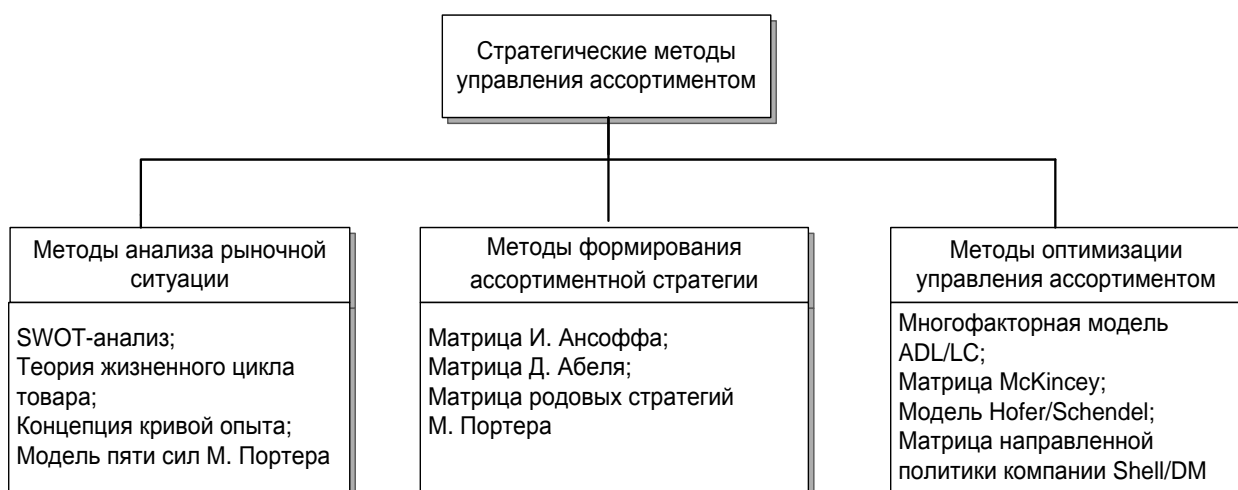 Стратегические методы
управления ассортиментом
Методы анализа рыночной
ситуации
SWOT-анализ;
Теория жизненного цикла
товара;
Концепция кривой опыта;
Модель пяти сил М. Портера
Методы формирования
ассортиментной стратегии
Матрица И. Ансоффа;
Матрица Д. Абеля;
Матрица родовых стратегий
М. Портера
Методы оптимизации
управления ассортиментом
Многофакторная модель
ADL/LC;
Матрица McKincey;
Модель Hofer/Schendel;
Матрица направленной
политики компании Shell/DM